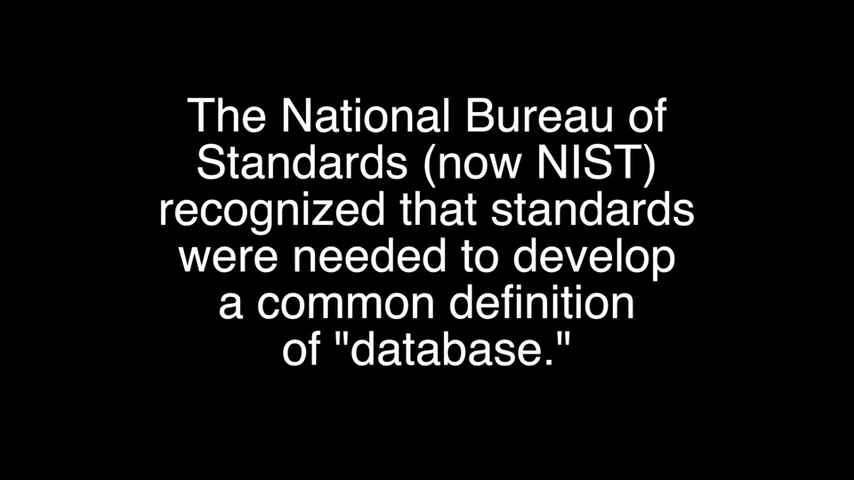 The National Bureau of
Standards (now NIST)
recognized that standards
were needed to develop
a common definition
of "database."